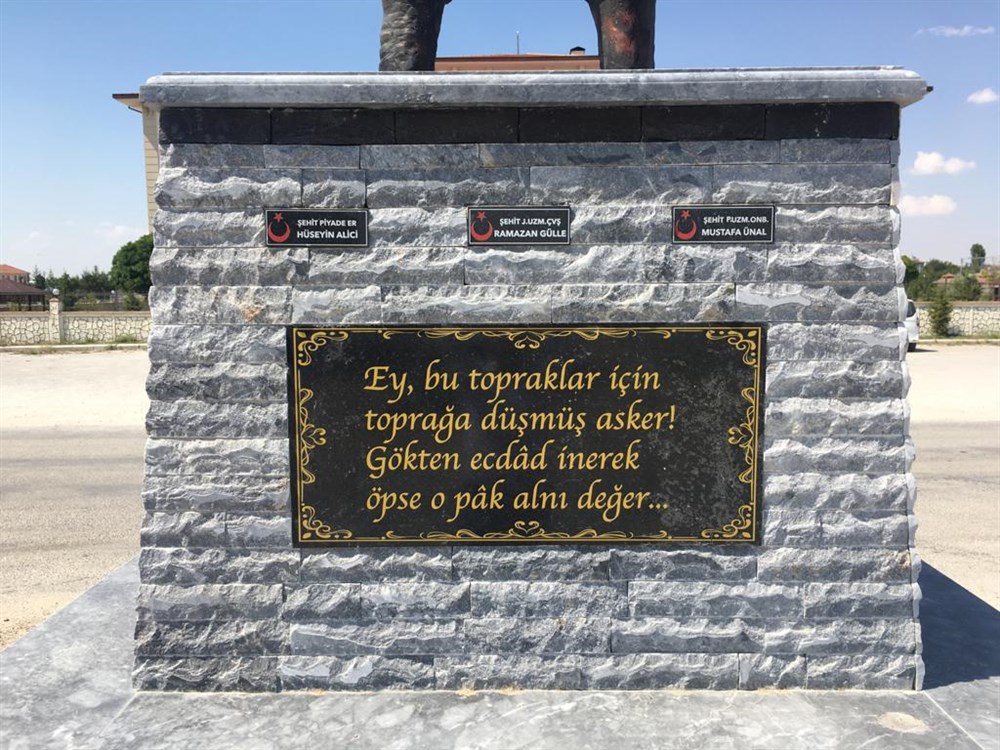 ŞEHİT PİYADE ER
HÜSEYİN ALİCİ
ŞEHİT J.UZM.ÇVŞ
RAMAZAN GÜLLE
ŞEHİT P.UZM.ONB.
MUSTAFA ÜNAL
Ey, bu topraklar için
toprağa düşmüş asker!
Gökten ecdâd inerek
öpse o pâk alnı değer...